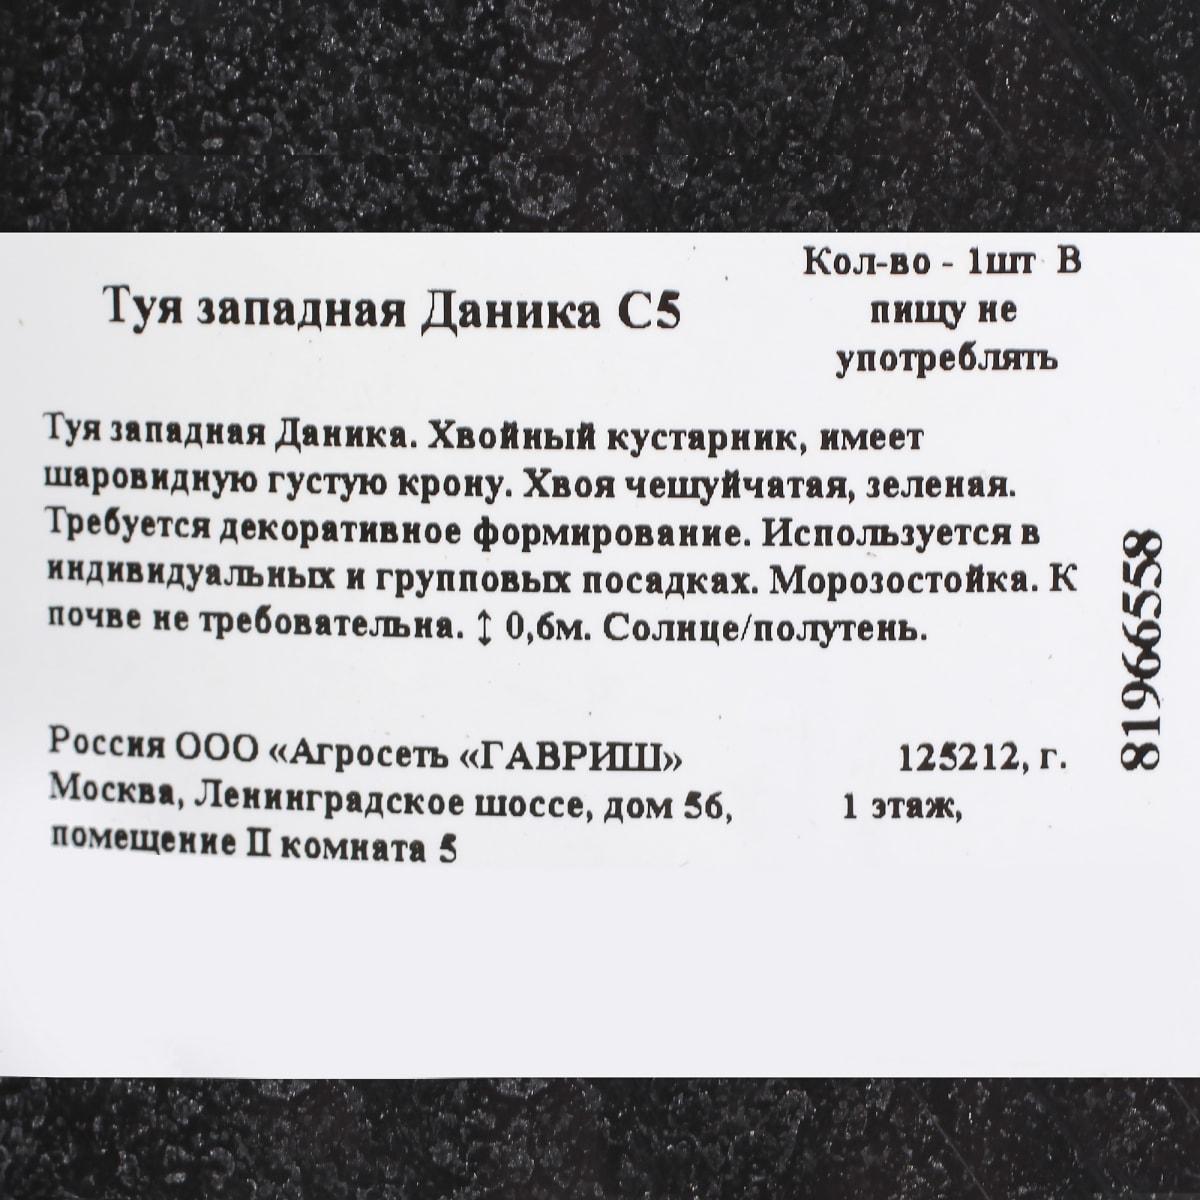 Туя западная Даника С5
Кол-во - 1шт В
пищу не
употреблять
Туя западная Даника. Хвойный кустарник, имеет
шаровидную густую крону. Хвоя чешуйчатая, зеленая.
Требуется декоративное формирование. Используется в
индивидуальных и групповых посадках. Морозостойка. К
почве не требовательна. ↕ 0,6м. Солнце/полутень.
Россия ООО «Агросеть «ГАВРИШ» 125212, г.
Москва, Ленинградское шоссе, дом 56, 1 этаж,
помещение II комната 5
81966558